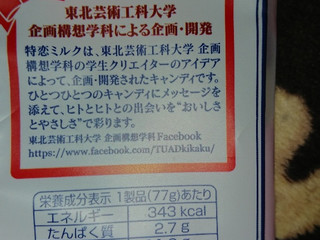 東北芸術工科大学
企画構想学科による企画・開発
特恋ミルクは、東北芸術工科大学 企画
構想学科の学生クリエイターのアイデア
によって、企画・開発されたキャンディです。
ひとつひとつのキャンディにメッセージを
添えて、ヒトとヒトとの出会いを"おいしさ
とやさしさ"で彩ります。
東北芸術工科大学 企画構想学科 Facebook
https://www.facebook.com/TUADkikaku/
栄養成分表示 1製品(77g)あたり
エネルギー 343 kcal
たんぱく質 2.7 g